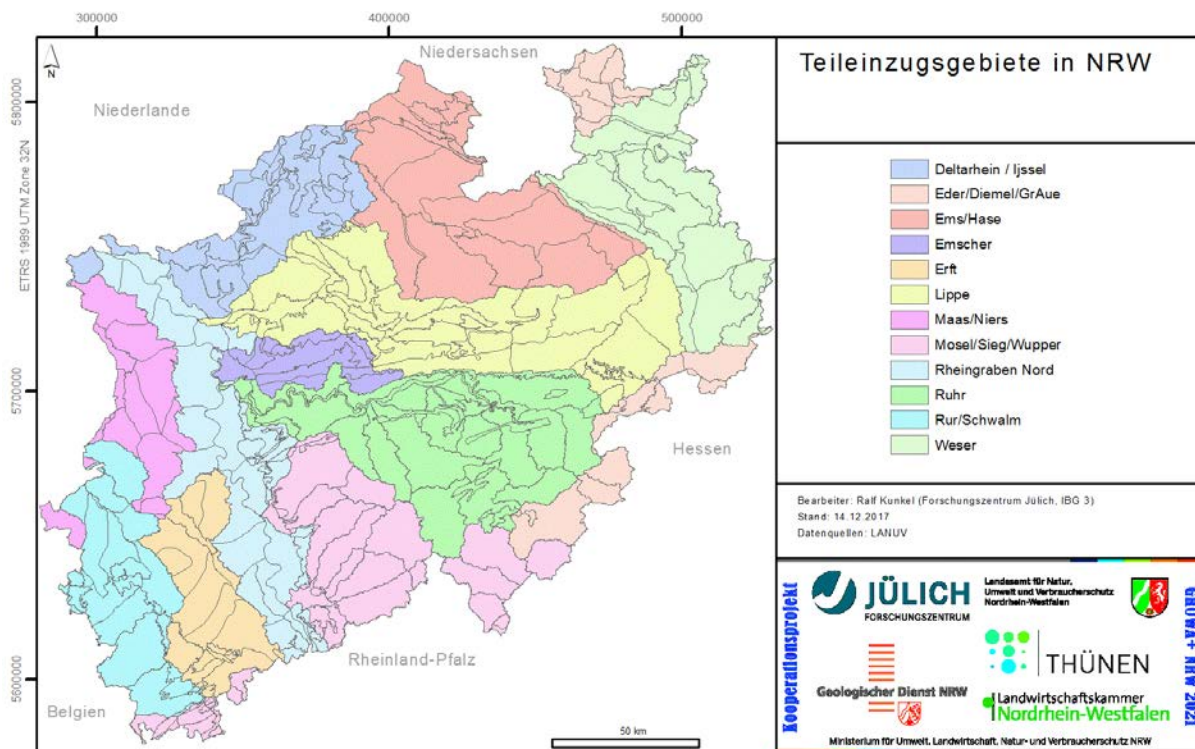 300000
400000
500000
5800000
5700000
5600000
ETRS 1989 UTM Zone 32N
N
Niedersachsen
Niederlande
Hessen
Rheinland-Pfalz
Belgien
50 km
Teileinzugsgebiete in NRW
Deltarhein / Ijssel
Eder/Diemel/GrAue
Ems/Hase
Emscher
Erft
Lippe
Maas/Niers
Mosel/Sieg/Wupper
Rheingraben Nord
Ruhr
Rur/Schwalm
Weser
Bearbeiter: Ralf Kunkel (Forschungszentrum Jülich, IBG 3)
Stand: 14.12.2017
Datenquellen: LANUV
Kooperationsprojekt
JÜLICH
FORSCHUNGSZENTRUM
Landesamt für Natur,
Umwelt und Verbraucherschutz
Nordrhein-Westfalen
THÜNEN
Geologischer Dienst NRW
Landwirtschaftskammer
Nordrhein-Westfalen
GROWA+ NRW 2021
Ministerium für Umwelt, Landwirtschaft, Natur- und Verbraucherschutz NRW